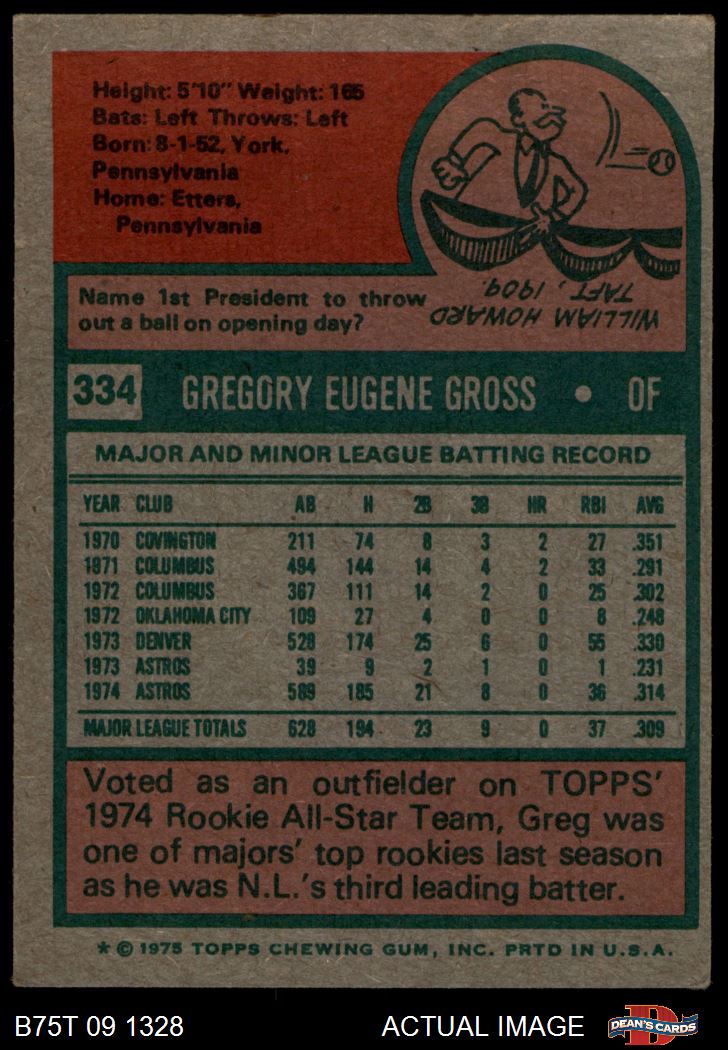 Height: 5'10" Weight: 165
Bats: Left Throws: Left
Born: 8-1-52, York,
Pennsylvania
Home: Etters,
Pennsylvania
Name 1st President to throw
out a ball on opening day?
WILLIAM HOWARD
TAFT, 1909.
334 GREGORY EUGENE GROSS • OF
MAJOR AND MINOR LEAGUE BATTING RECORD
YEAR CLUB AB H 2B 3B HR RBI AVG
1970 COVINGTON 211 74 8 3 2 27 .351
1971 COLUMBUS 494 144 14 4 2 33 .291
1972 COLUMBUS 367 111 14 2 0 25 .302
1972 OKLAHOMA CITY 109 27 4 0 0 8 .248
1973 DENVER 528 174 25 6 0 55 .330
1973 ASTROS 39 9 2 1 0 1 .231
1974 ASTROS 589 185 21 8 0 36 .314
MAJOR LEAGUE TOTALS 628 194 23 9 0 37 .309
Voted as an outfielder on TOPPS'
1974 Rookie All-Star Team, Greg was
one of majors' top rookies last season
as he was N.L.'s third leading batter.
* © 1975 TOPPS CHEWING GUM, INC. PRTD IN U.S.A.
B75T 09 1328 ACTUAL IMAGE D DEAN'S CARDS